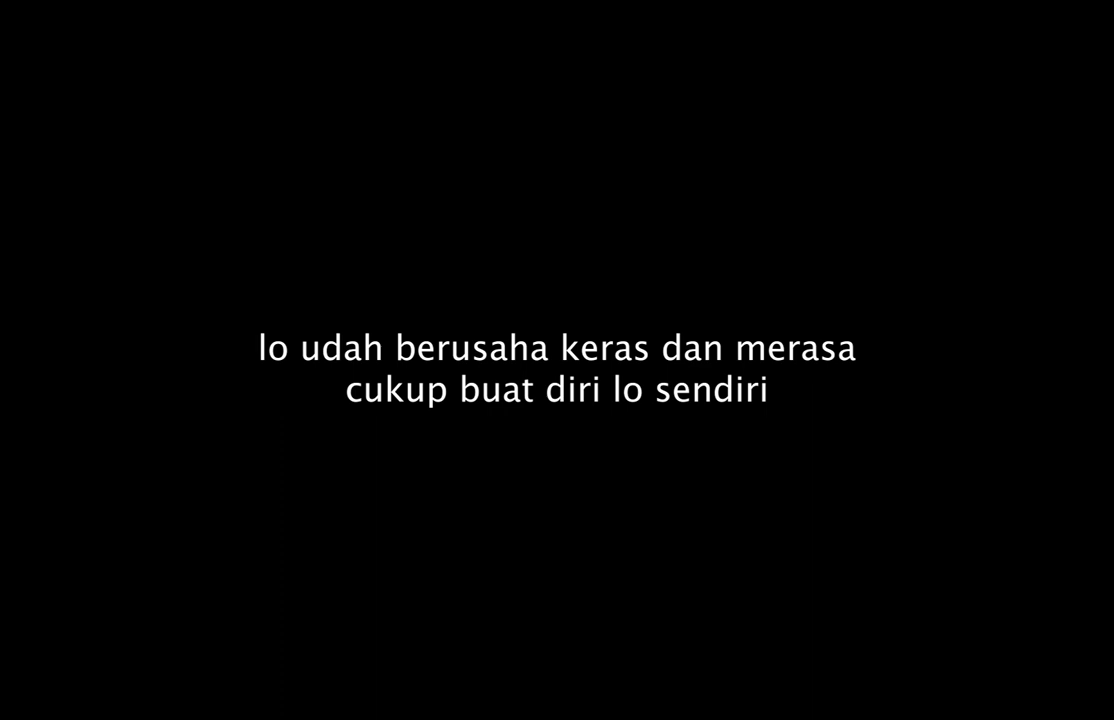 lo udah berusaha keras dan merasa
cukup buat diri lo sendiri